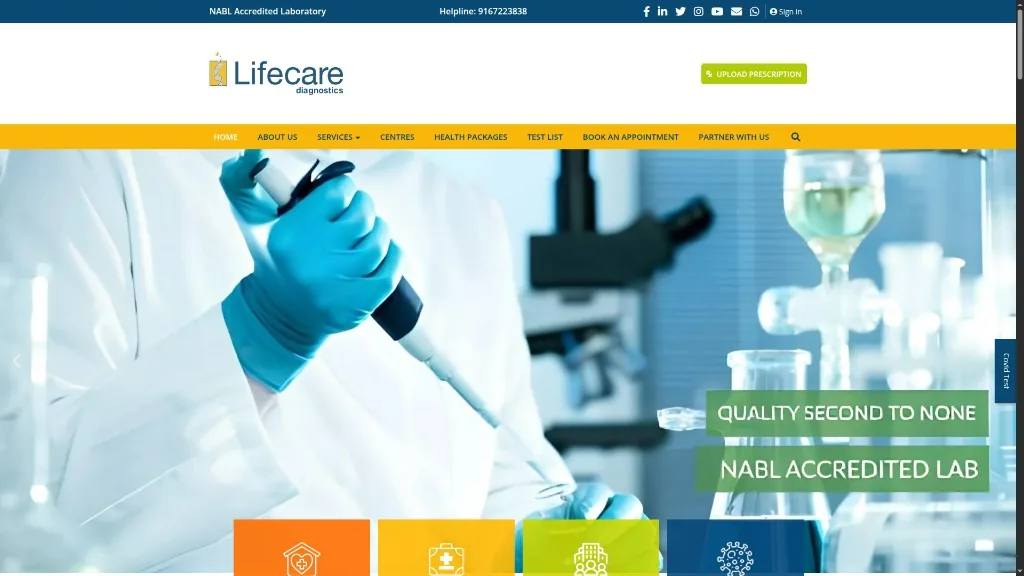 NABL Accredited Laboratory
Helpline: 9167223838
Sign In
Lifecare
diagnostics
UPLOAD PRESCRIPTION
HOME
ABOUT US
SERVICES
CENTRES
HEALTH PACKAGES
TEST LIST
BOOK AN APPOINTMENT
PARTNER WITH US
Covid Test
QUALITY SECOND TO NONE
NABL ACCREDITED LAB